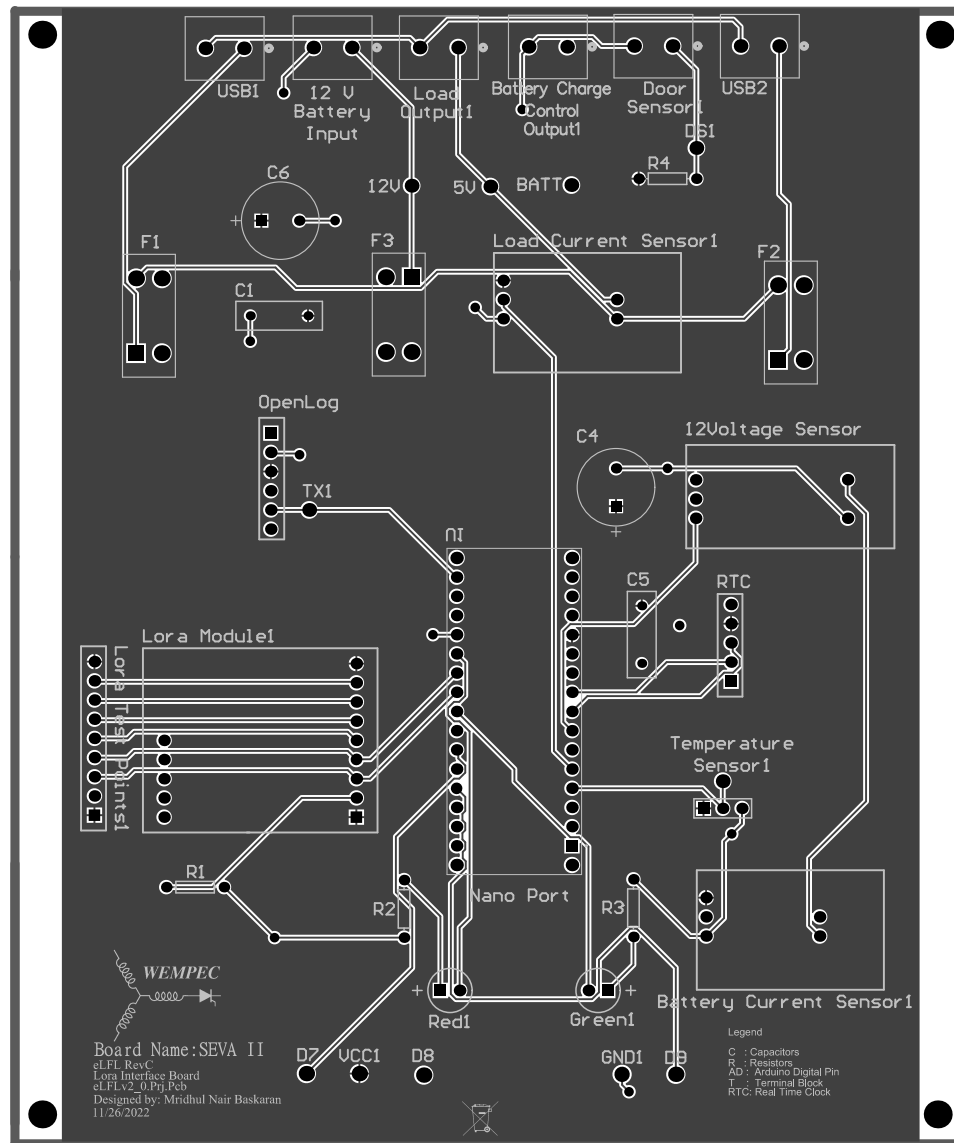 USB1
12 V
Battery
Input
Load
Output1
Battery Charge
Control
Output1
Door
Sensor1
USB2
DS1
R4
C6
12V
5V
BATT
F1
F3
Load Current Sensor1
F2
C1
OpenLog
C4
12Voltage Sensor
TX1
U1
C5
RTC
Lora Module1
Lora Test Points1
Temperature
Sensor1
R1
R2
Nano Port
R3
WEMPEC
Red1
Green1
Battery Current Sensor1
Board Name:SEVA II
eLFL RevC
Lora Interface Board
eLFLv2_0.Prj.Pcb
Designed by: Mridhul Nair Baskaran
11/26/2022
D7
VCC1
D8
GND1
D9
Legend
C : Capacitors
R : Resistors
AD : Arduino Digital Pin
T : Terminal Block
RTC: Real Time Clock